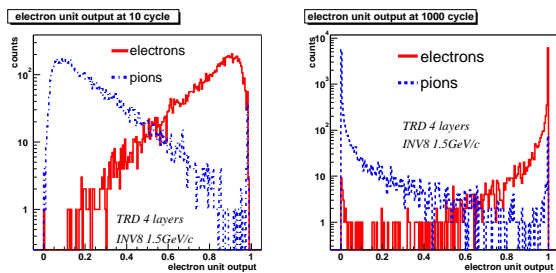 electron unit output at 10 cycle
counts
electrons
pions
10²
10
1
TRD 4 layers
INV8 1.5GeV/c
0 0.2 0.4 0.6 0.8 1
electron unit output
electron unit output at 1000 cycle
counts
10⁴
electrons
pions
10³
10²
10
1
TRD 4 layers
INV8 1.5GeV/c
0 0.2 0.4 0.6 0.8
electron unit output